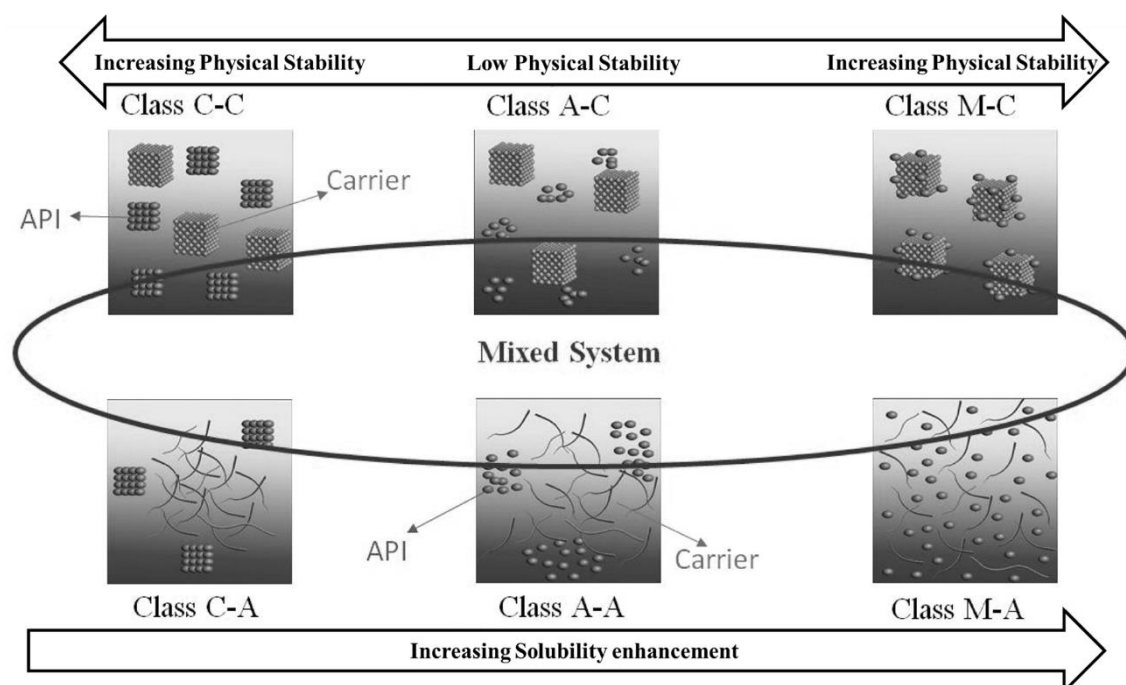 Increasing Physical Stability Low Physical Stability Increasing Physical Stability
Class C-C Class A-C Class M-C
Carrier
API
Mixed System
API
Carrier
Class C-A Class A-A Class M-A
Increasing Solubility enhancement